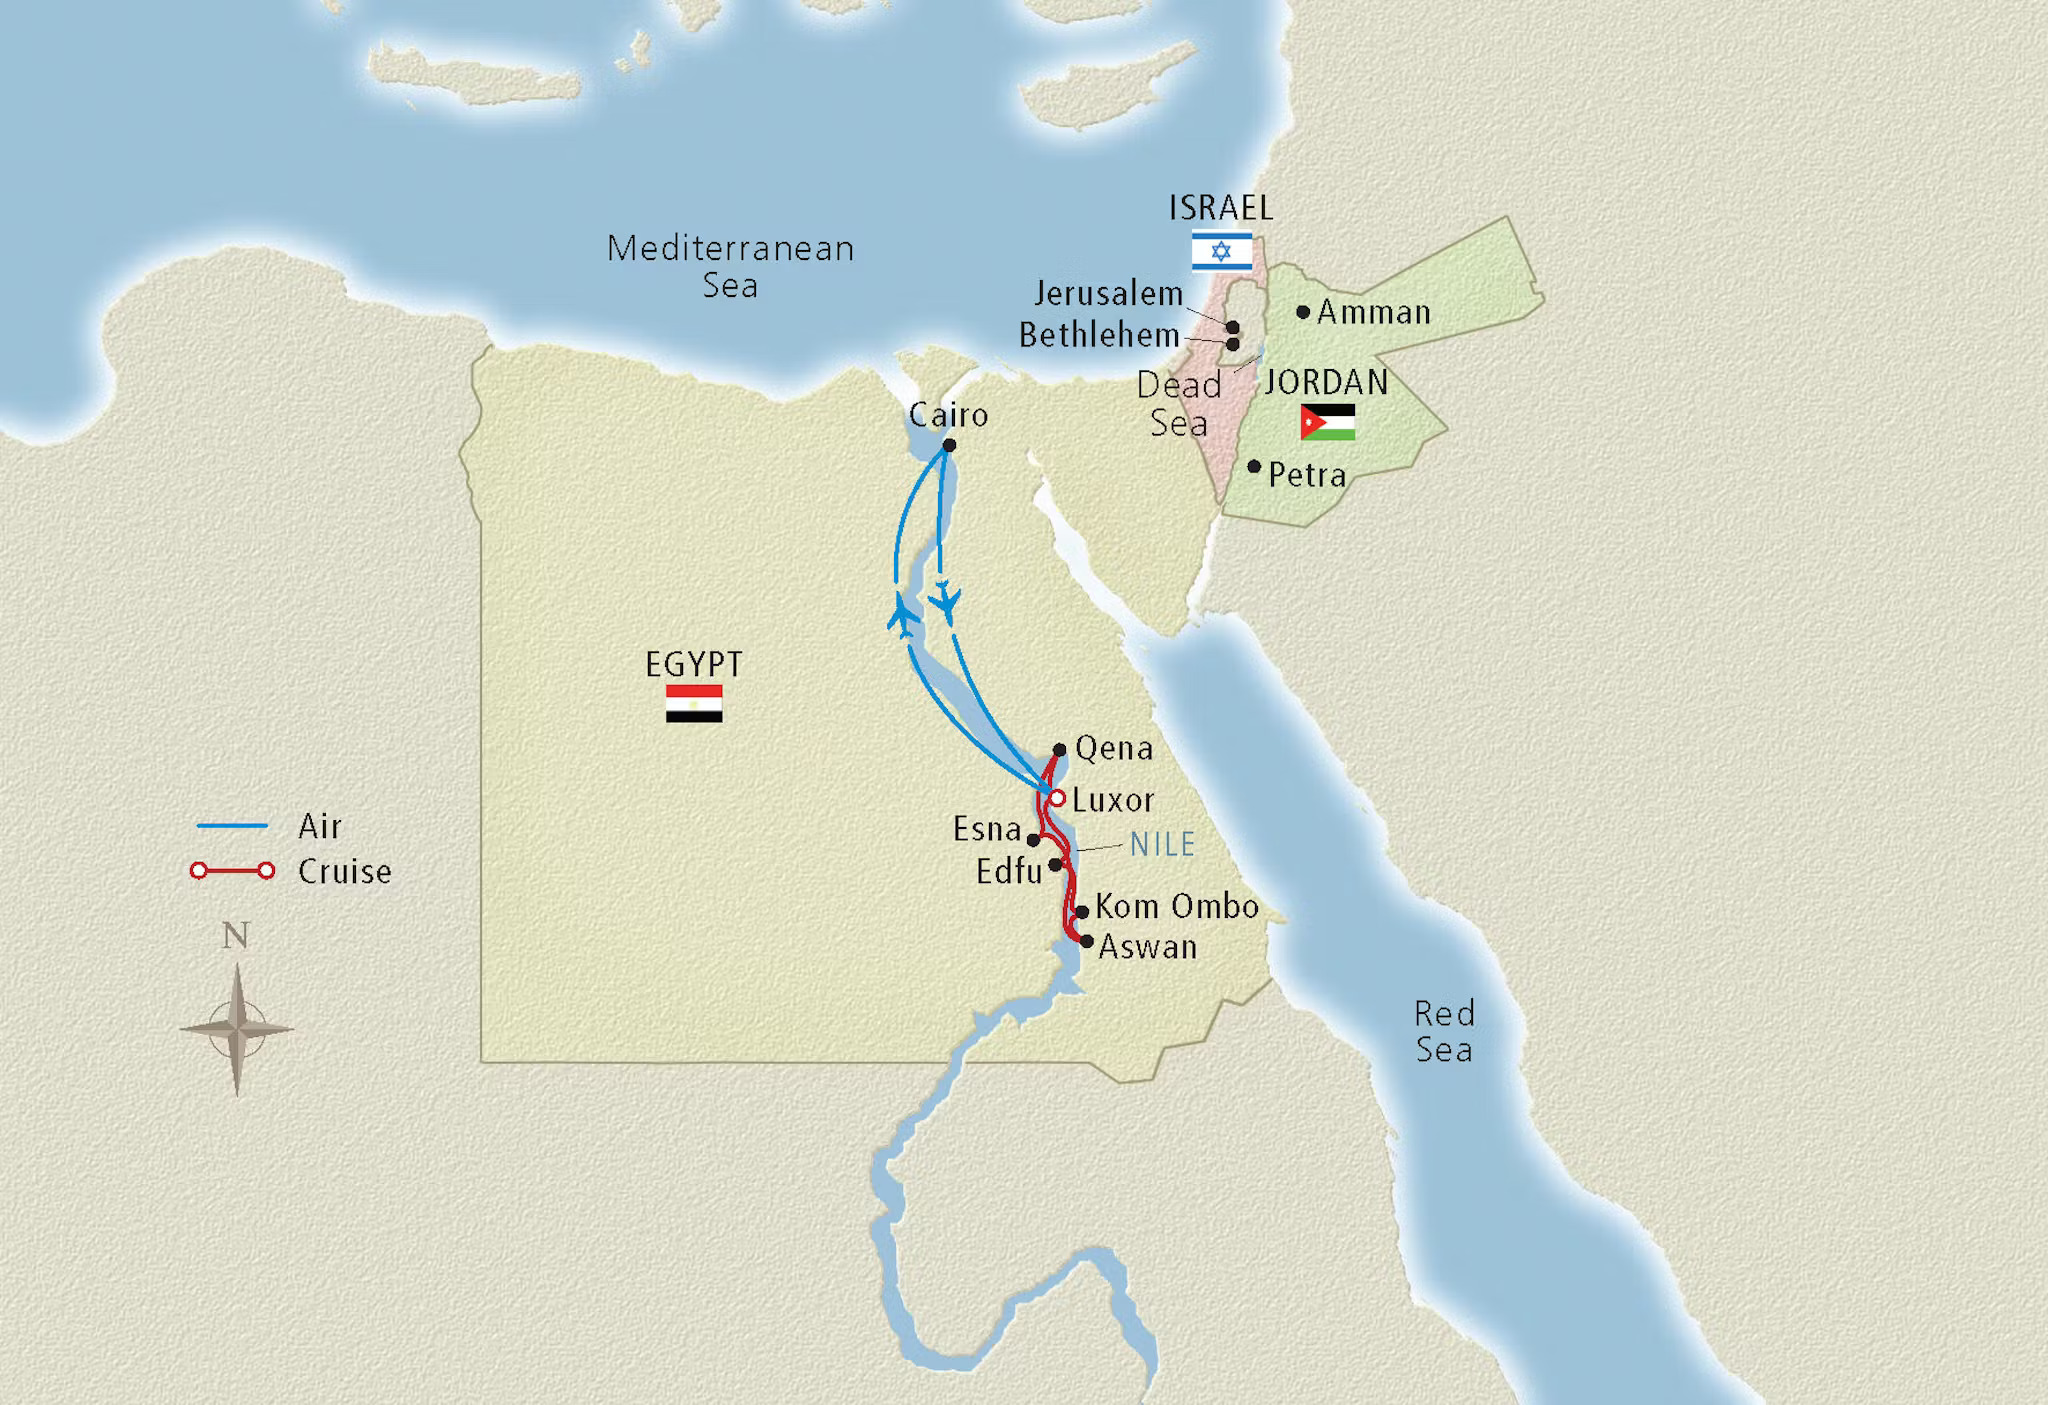 ISRAEL
Mediterranean
Sea
Jerusalem
Bethlehem
Amman
Dead
Sea
JORDAN
Cairo
Petra
EGYPT
Qena
Luxor
Esna
NILE
Edfu
Kom Ombo
Aswan
Air
Cruise
N
Red
Sea